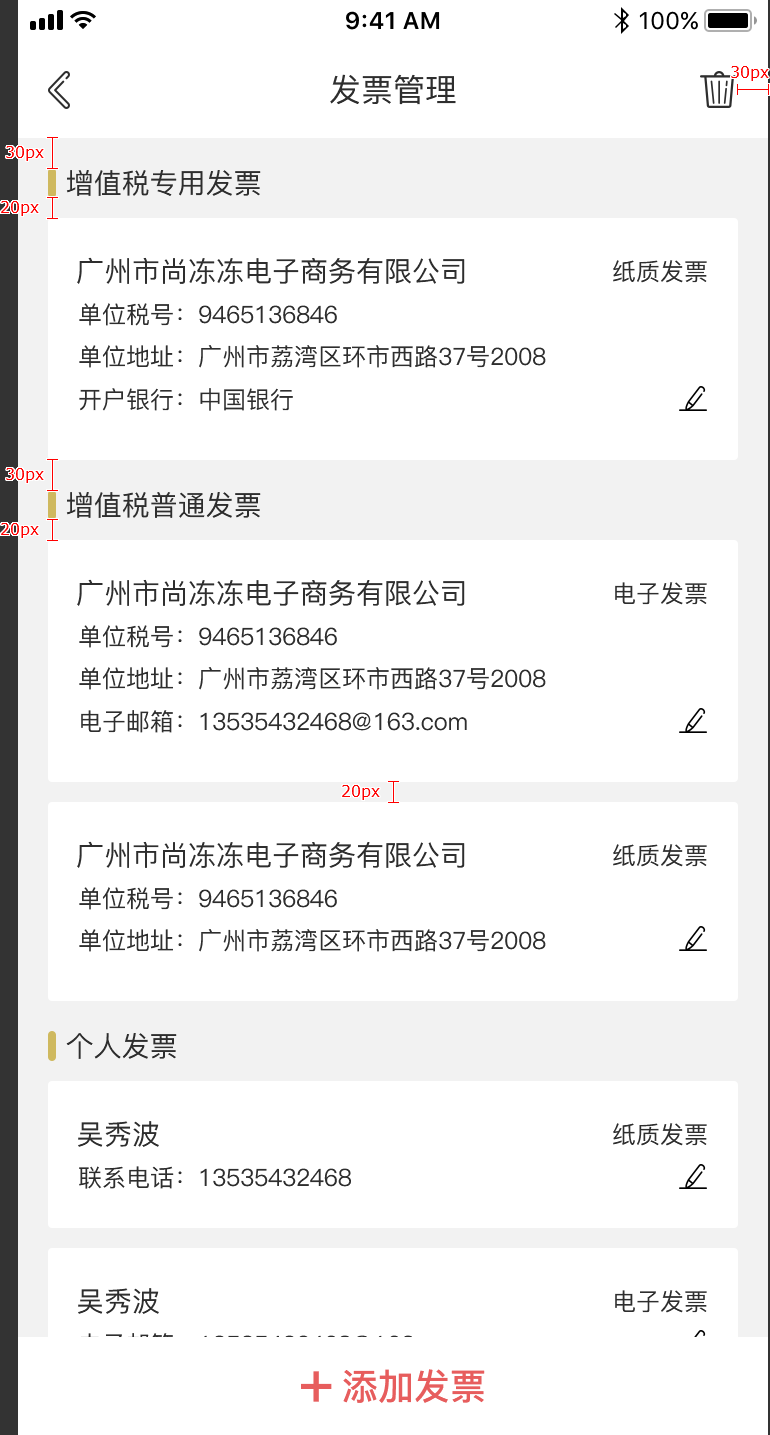 9:41 AM 100%
发票管理 30px
30px
增值税专用发票
20px
广州市尚冻冻电子商务有限公司 纸质发票
单位税号：9465136846
单位地址：广州市荔湾区环市西路37号2008
开户银行：中国银行
30px
增值税普通发票
20px
广州市尚冻冻电子商务有限公司 电子发票
单位税号：9465136846
单位地址：广州市荔湾区环市西路37号2008
电子邮箱：13535432468@163.com
20px
广州市尚冻冻电子商务有限公司 纸质发票
单位税号：9465136846
单位地址：广州市荔湾区环市西路37号2008
个人发票
吴秀波 纸质发票
联系电话：13535432468
吴秀波 电子发票
添加发票